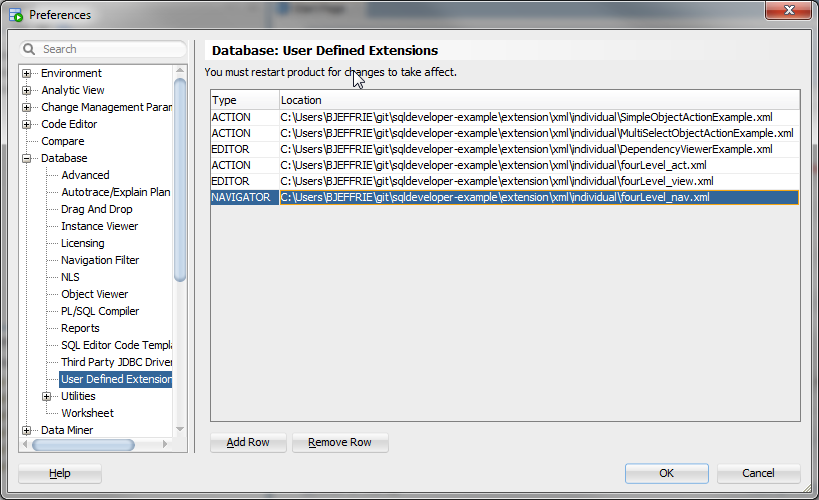 Preferences
Search
Environment
Analytic View
Change Management Param
Code Editor
Compare
Database
Advanced
Autotrace/Explain Plan
Drag And Drop
Instance Viewer
Licensing
Navigation Filter
NLS
Object Viewer
PL/SQL Compiler
Reports
SQL Editor Code Templa
Third Party JDBC Driver
User Defined Extension
Utilities
Worksheet
Data Miner
Database: User Defined Extensions
You must restart product for changes to take affect.
Type Location
ACTION C:\Users\BJEFFRIE\git\sqldeveloper-example\extension\xml\individual\SimpleObjectActionExample.xml
ACTION C:\Users\BJEFFRIE\git\sqldeveloper-example\extension\xml\individual\MultiSelectObjectActionExample.xml
EDITOR C:\Users\BJEFFRIE\git\sqldeveloper-example\extension\xml\individual\DependencyViewerExample.xml
ACTION C:\Users\BJEFFRIE\git\sqldeveloper-example\extension\xml\individual\fourLevel_act.xml
EDITOR C:\Users\BJEFFRIE\git\sqldeveloper-example\extension\xml\individual\fourLevel_view.xml
NAVIGATOR C:\Users\BJEFFRIE\git\sqldeveloper-example\extension\xml\individual\fourLevel_nav.xml
Add Row Remove Row
Help OK Cancel